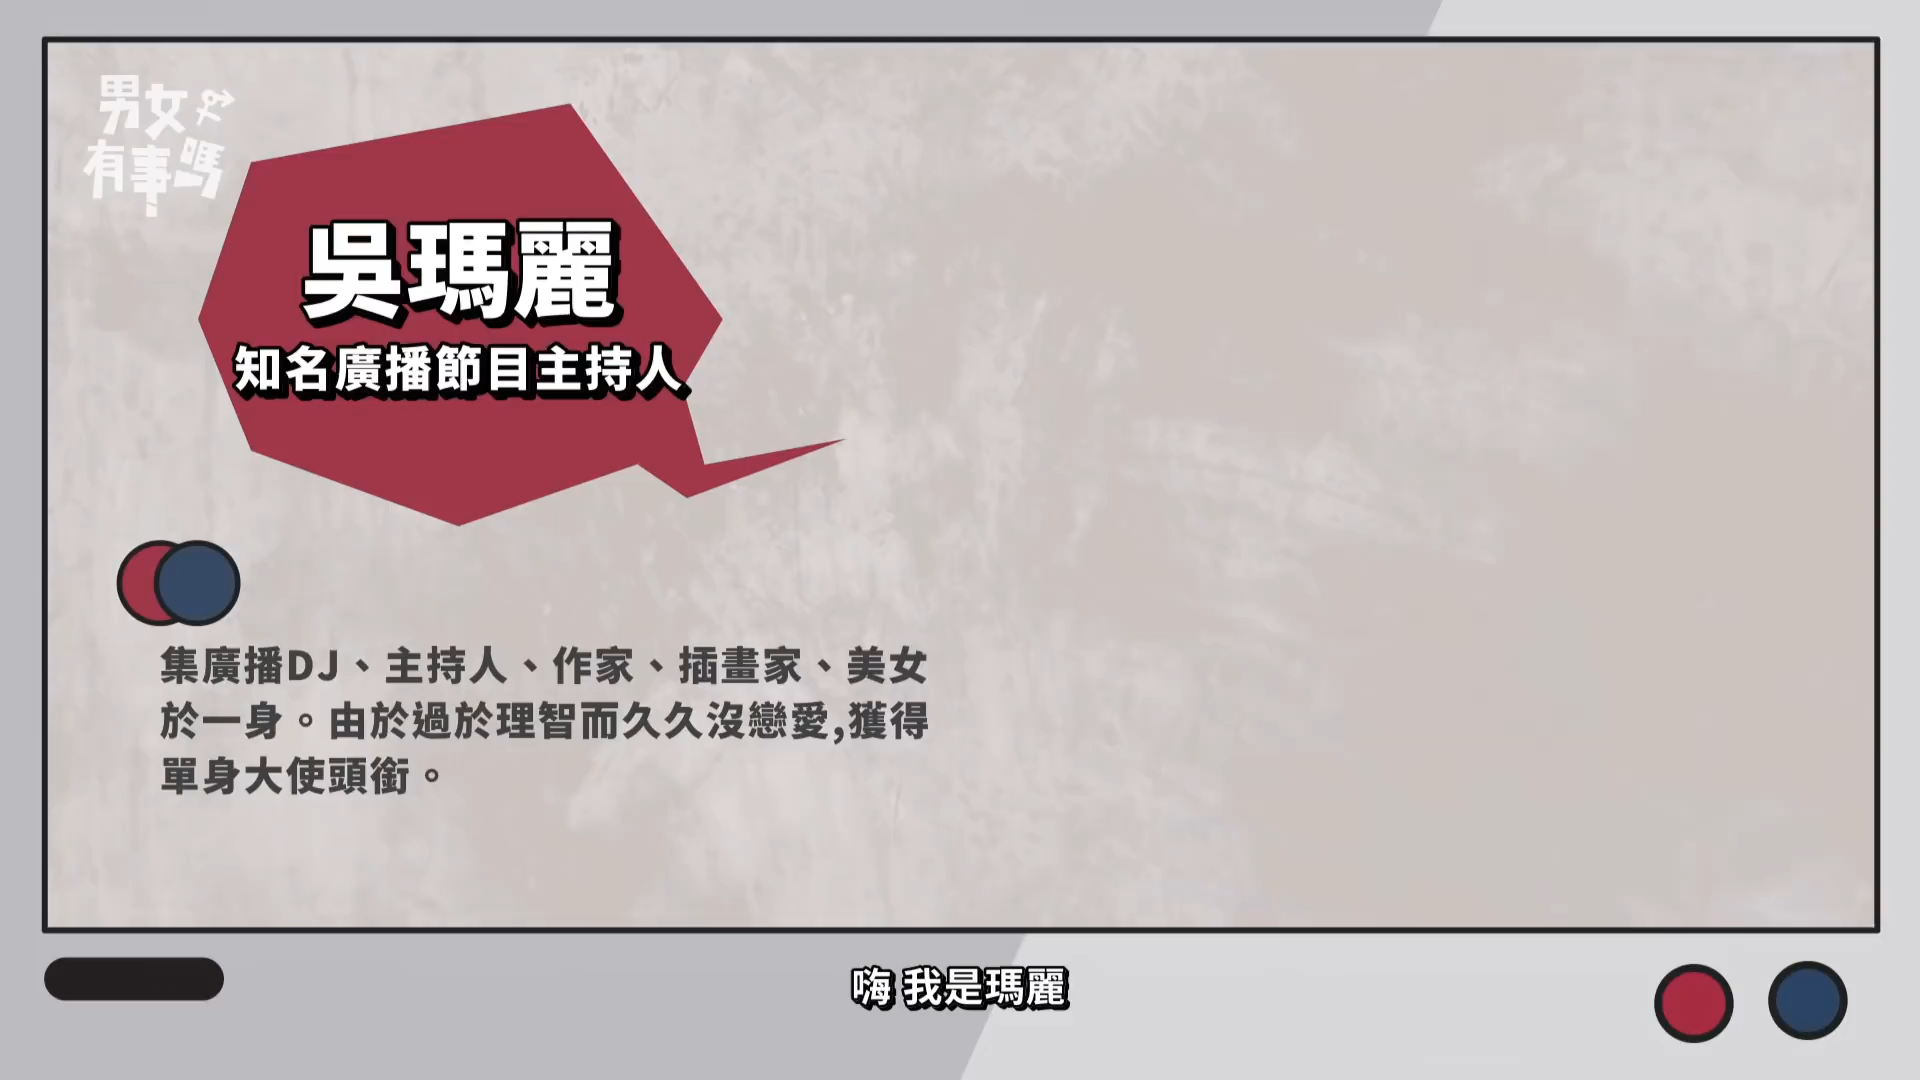 男女
有事嗎
吳瑪麗
知名廣播節目主持人
集廣播DJ、主持人、作家、插畫家、美女
於一身。由於過於理智而久久沒戀愛,獲得
單身大使頭銜。
嗨 我是瑪麗